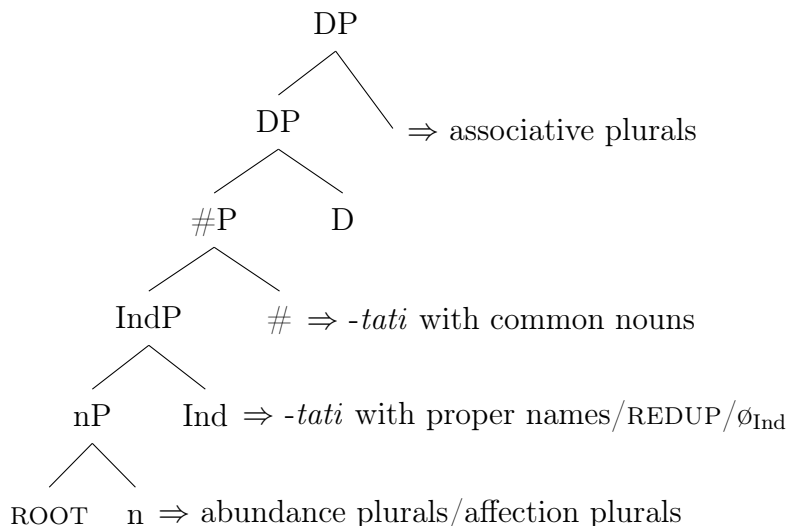 DP
DP ⇒ associative plurals
#P D
IndP # ⇒ -tati with common nouns
nP Ind ⇒ -tati with proper names/REDUP/ø_Ind
ROOT n ⇒ abundance plurals/affection plurals